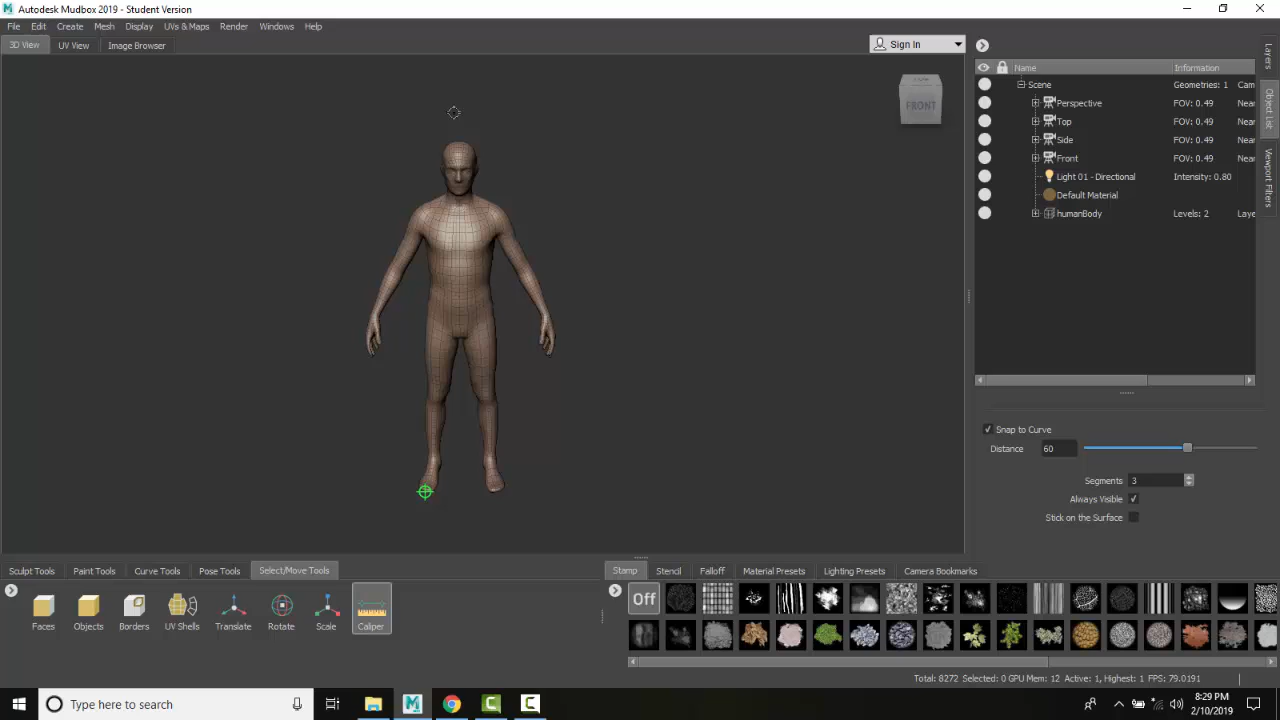 Autodesk Mudbox 2019 - Student Version
File Edit Create Mesh Display UVs & Maps Render Windows Help
3D View UV View Image Browser
Sign In
FRONT
Name Information
Scene Geometries: 1 Cam
Perspective FOV: 0.49 Near
Top FOV: 0.49 Near
Side FOV: 0.49 Near
Front FOV: 0.49 Near
Light 01 - Directional Intensity: 0.80
Default Material
humanBody Levels: 2 Laye
Layers
Object List
Viewport Filters
Snap to Curve
Distance 60
Segments 3
Always Visible
Stick on the Surface
Sculpt Tools Paint Tools Curve Tools Pose Tools Select/Move Tools
Faces Objects Borders UV Shells Translate Rotate Scale Caliper
Stamp Stencil Falloff Material Presets Lighting Presets Camera Bookmarks
Off
Total: 8272 Selected: 0 GPU Mem: 12 Active: 1, Highest: 1 FPS: 79.0191
Type here to search
8:29 PM
2/10/2019